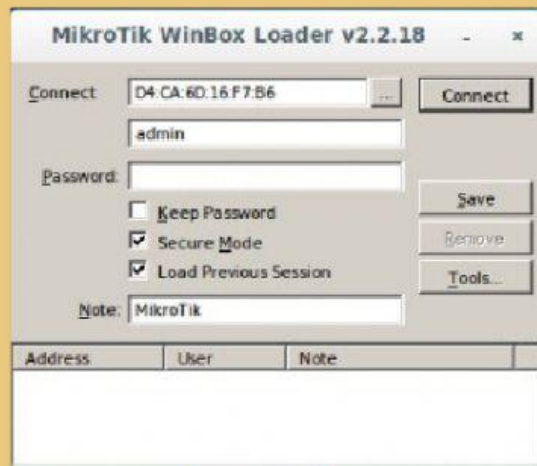 MikroTik WinBox Loader v2.2.18 - ×
Connect D4:CA:6D:16:F7:B6 ... Connect
admin
Password:
Keep Password Save
Secure Mode Remove
Load Previous Session Tools...
Note: MikroTik
Address User Note